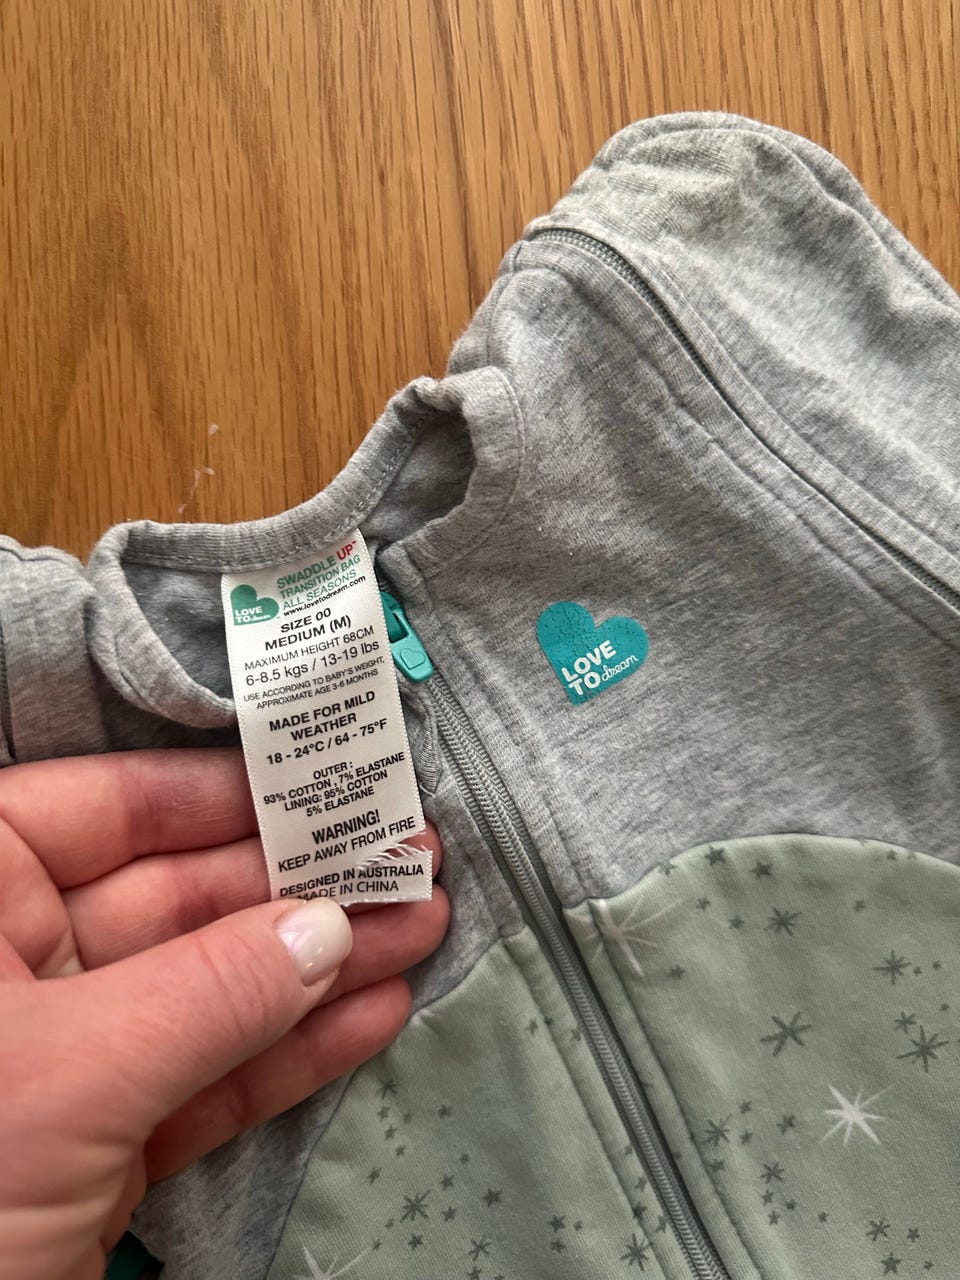 SWADDLE UP™
TRANSITION BAG
ALL SEASONS
www.lovetodream.com
LOVE
TO dream
SIZE 00
MEDIUM (M)
MAXIMUM HEIGHT 68CM
6-8.5 kgs / 13-19 lbs
USE ACCORDING TO BABY'S WEIGHT,
APPROXIMATE AGE 3-6 MONTHS
MADE FOR MILD
WEATHER
18 - 24°C / 64 - 75°F
OUTER :
93% COTTON , 7% ELASTANE
LINING: 95% COTTON
5% ELASTANE
WARNING!
KEEP AWAY FROM FIRE
DESIGNED IN AUSTRALIA
MADE IN CHINA
LOVE
TO dream